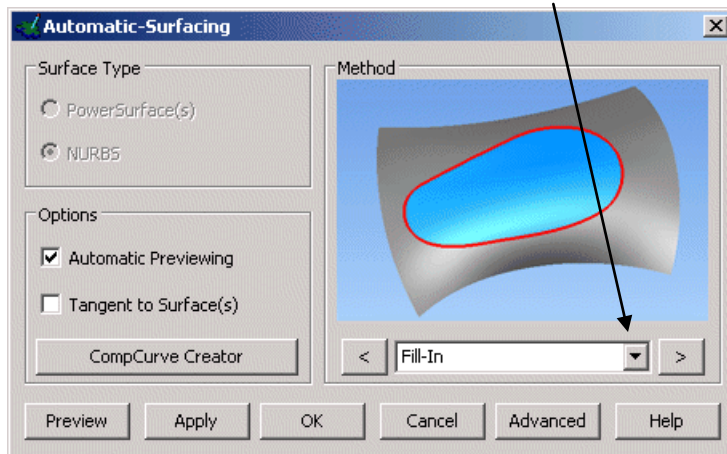 Automatic-Surfacing
Surface Type
PowerSurface(s)
NURBS
Options
Automatic Previewing
Tangent to Surface(s)
CompCurve Creator
Method
< Fill-In >
Preview Apply OK Cancel Advanced Help